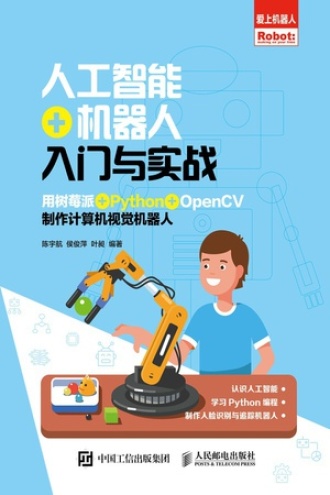 爱上机器人
Robot:
making as your mind
人工智能
+机器人
入门与实战
用树莓派+Python+OpenCV
制作计算机视觉机器人
陈宇航 侯俊萍 叶昶 编著
认识人工智能
学习 Python 编程
制作人脸识别与追踪机器人
中国工信出版集团
人民邮电出版社
POSTS & TELECOM PRESS